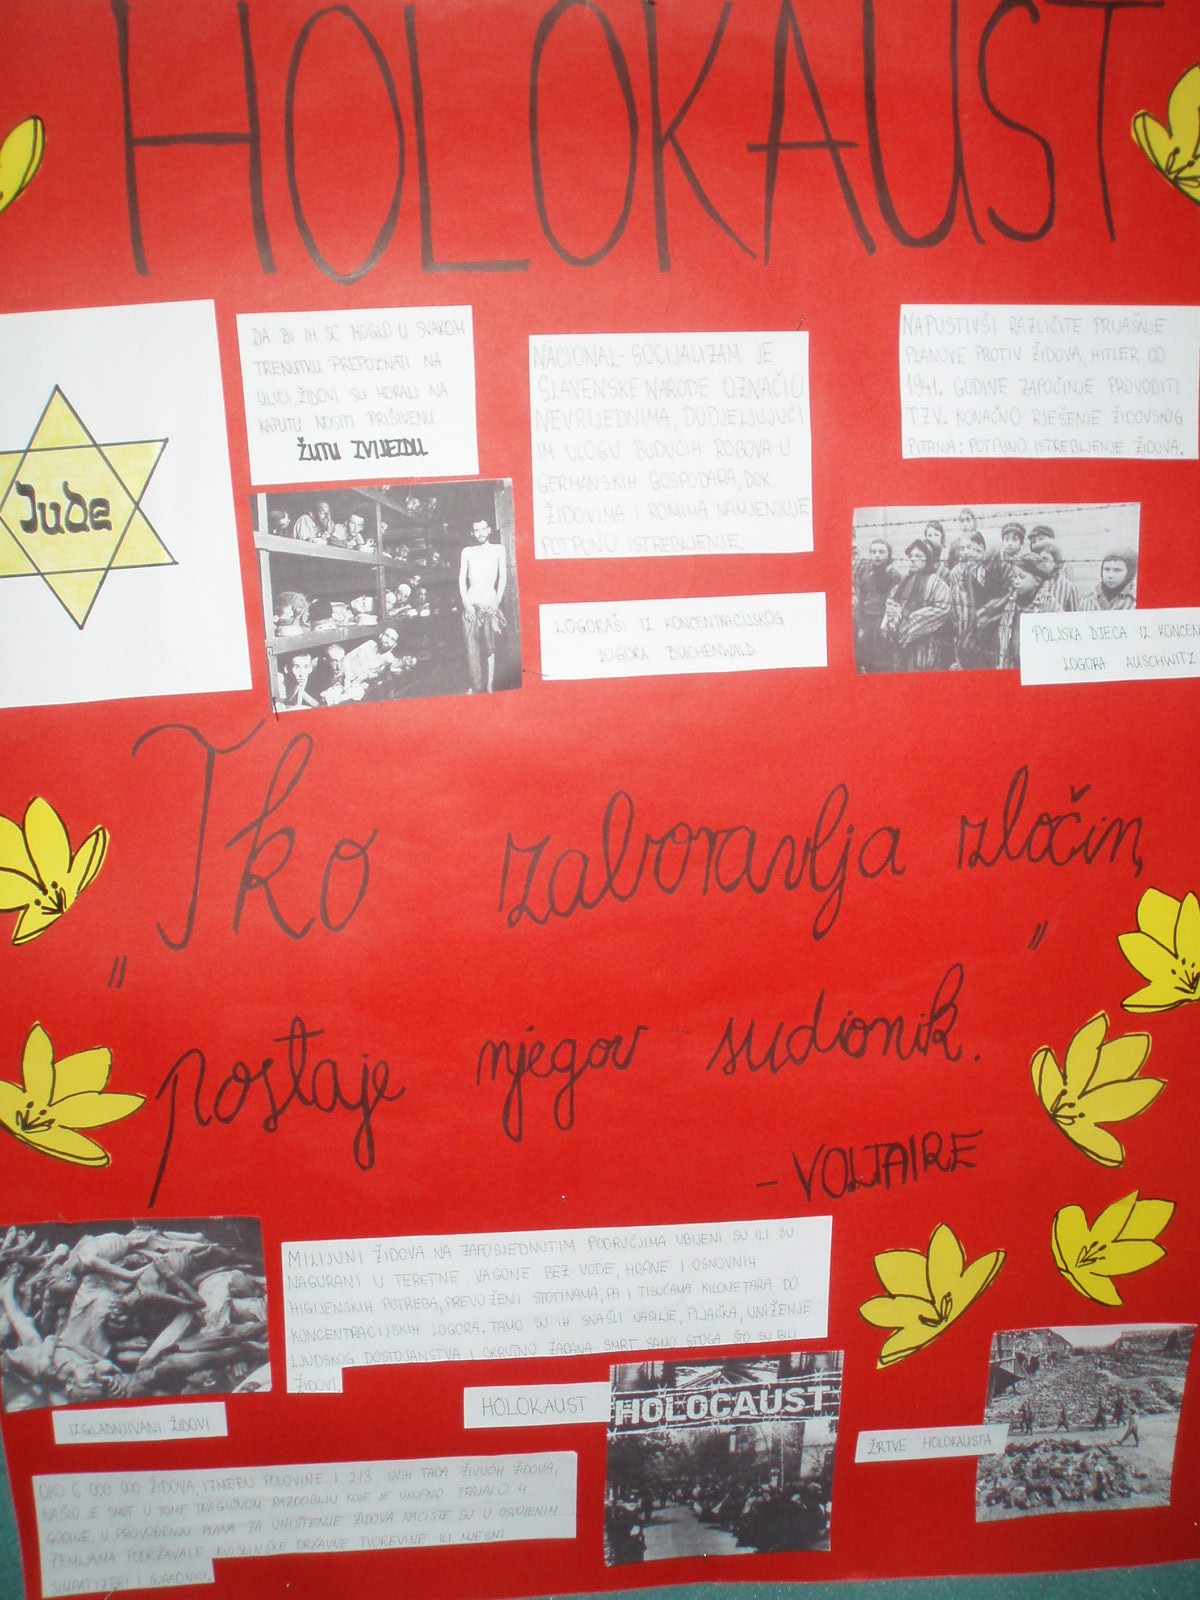 HOLOKAUST
Jude
DA BI IH SE MOGLO U SVAKOM
TRENUTKU PREPOZNATI NA
ULICI, ŽIDOVI SU MORALI NA
KAPUTU NOSITI PRIŠIVENU
ŽUTU ZVIJEZDU.
NACIONAL-SOCIJALIZAM JE
SLAVENSKE NARODE OZNAČIO
NEVRIJEDNIMA, DODJELJUJUĆI
IM ULOGU BUDUĆIH ROBOVA U
GERMANSKIH GOSPODARA, DOK
ŽIDOVIMA I ROMIMA NAMJENJUJE
POTPUNO ISTREBLJENJE.
NAPUSTIVŠI RAZLIČITE PRIJAŠNJE
PLANOVE PROTIV ŽIDOVA, HITLER OD
1941. GODINE ZAPOČINJE PROVODITI
TZV. KONAČNO RJEŠENJE ŽIDOVSKOG
PITANJA: POTPUNO ISTREBLJENJE ŽIDOVA.
LOGORAŠI IZ KONCENTRACIJSKOG
LOGORA BUCHENWALD.
POLJSKA DJECA IZ KONCEN
LOGORA AUSCHWITZ
Tko zaboravlja zločin,
" "
postaje njegov sudionik.
- VOLTAIRE
MILIJUNI ŽIDOVA NA ZAPOSJEDNUTIM PODRUČJIMA UBIJENI SU ILI SU
NAGURANI U TERETNE VAGONE BEZ VODE, HRANE I OSNOVNIH
HIGIJENSKIH POTREBA, PREVOŽENI STOTINAMA, PA I TISUĆAMA KILOMETARA DO
KONCENTRACIJSKIH LOGORA. TAMO SU IH SNAŠLI NASILJE, PLJAČKA, UNIŽENJE
LJUDSKOG DOSTOJANSTVA I OKRUTNO ZADANA SMRT, SAMO STOGA ŠTO SU BILI
ŽIDOVI.
IZGLADNJIVANI ŽIDOVI
HOLOKAUST
HOLOCAUST
ŽRTVE HOLOKAUSTA
OKO 6 000 000 ŽIDOVA, IZMEĐU POLOVINE I 2/3 SVIH TADA ŽIVUĆIH ŽIDOVA,
NAŠLO JE SMRT U TOME TRAGIČNOM RAZDOBLJU KOJE JE UKUPNO TRAJALO 4
GODINE. U PROVOĐENJU PLANA ZA UNIŠTENJE ŽIDOVA NACISTE SU U OSVOJENIM
ZEMLJAMA PODRŽAVALE KVISLINŠKE DRŽAVNE TVOREVINE ILI MJESNI
SIMPATIZERI I SURADNICI.